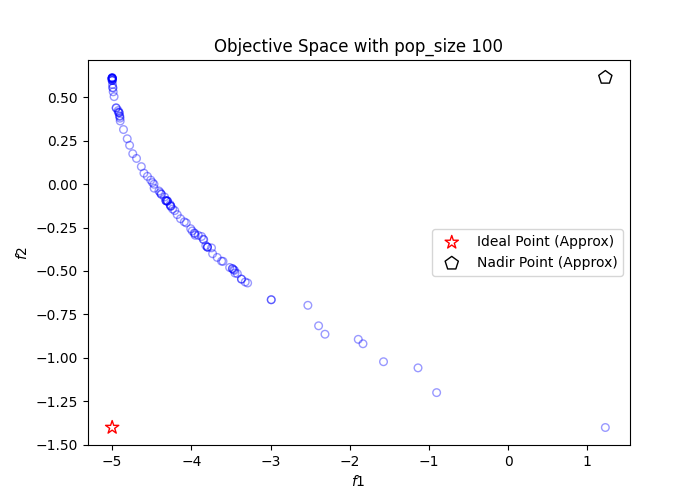 Objective Space with pop_size 100
f2
0.50
0.25
0.00
−0.25
−0.50
−0.75
−1.00
−1.25
−1.50
Ideal Point (Approx)
Nadir Point (Approx)
−5 −4 −3 −2 −1 0 1
f1